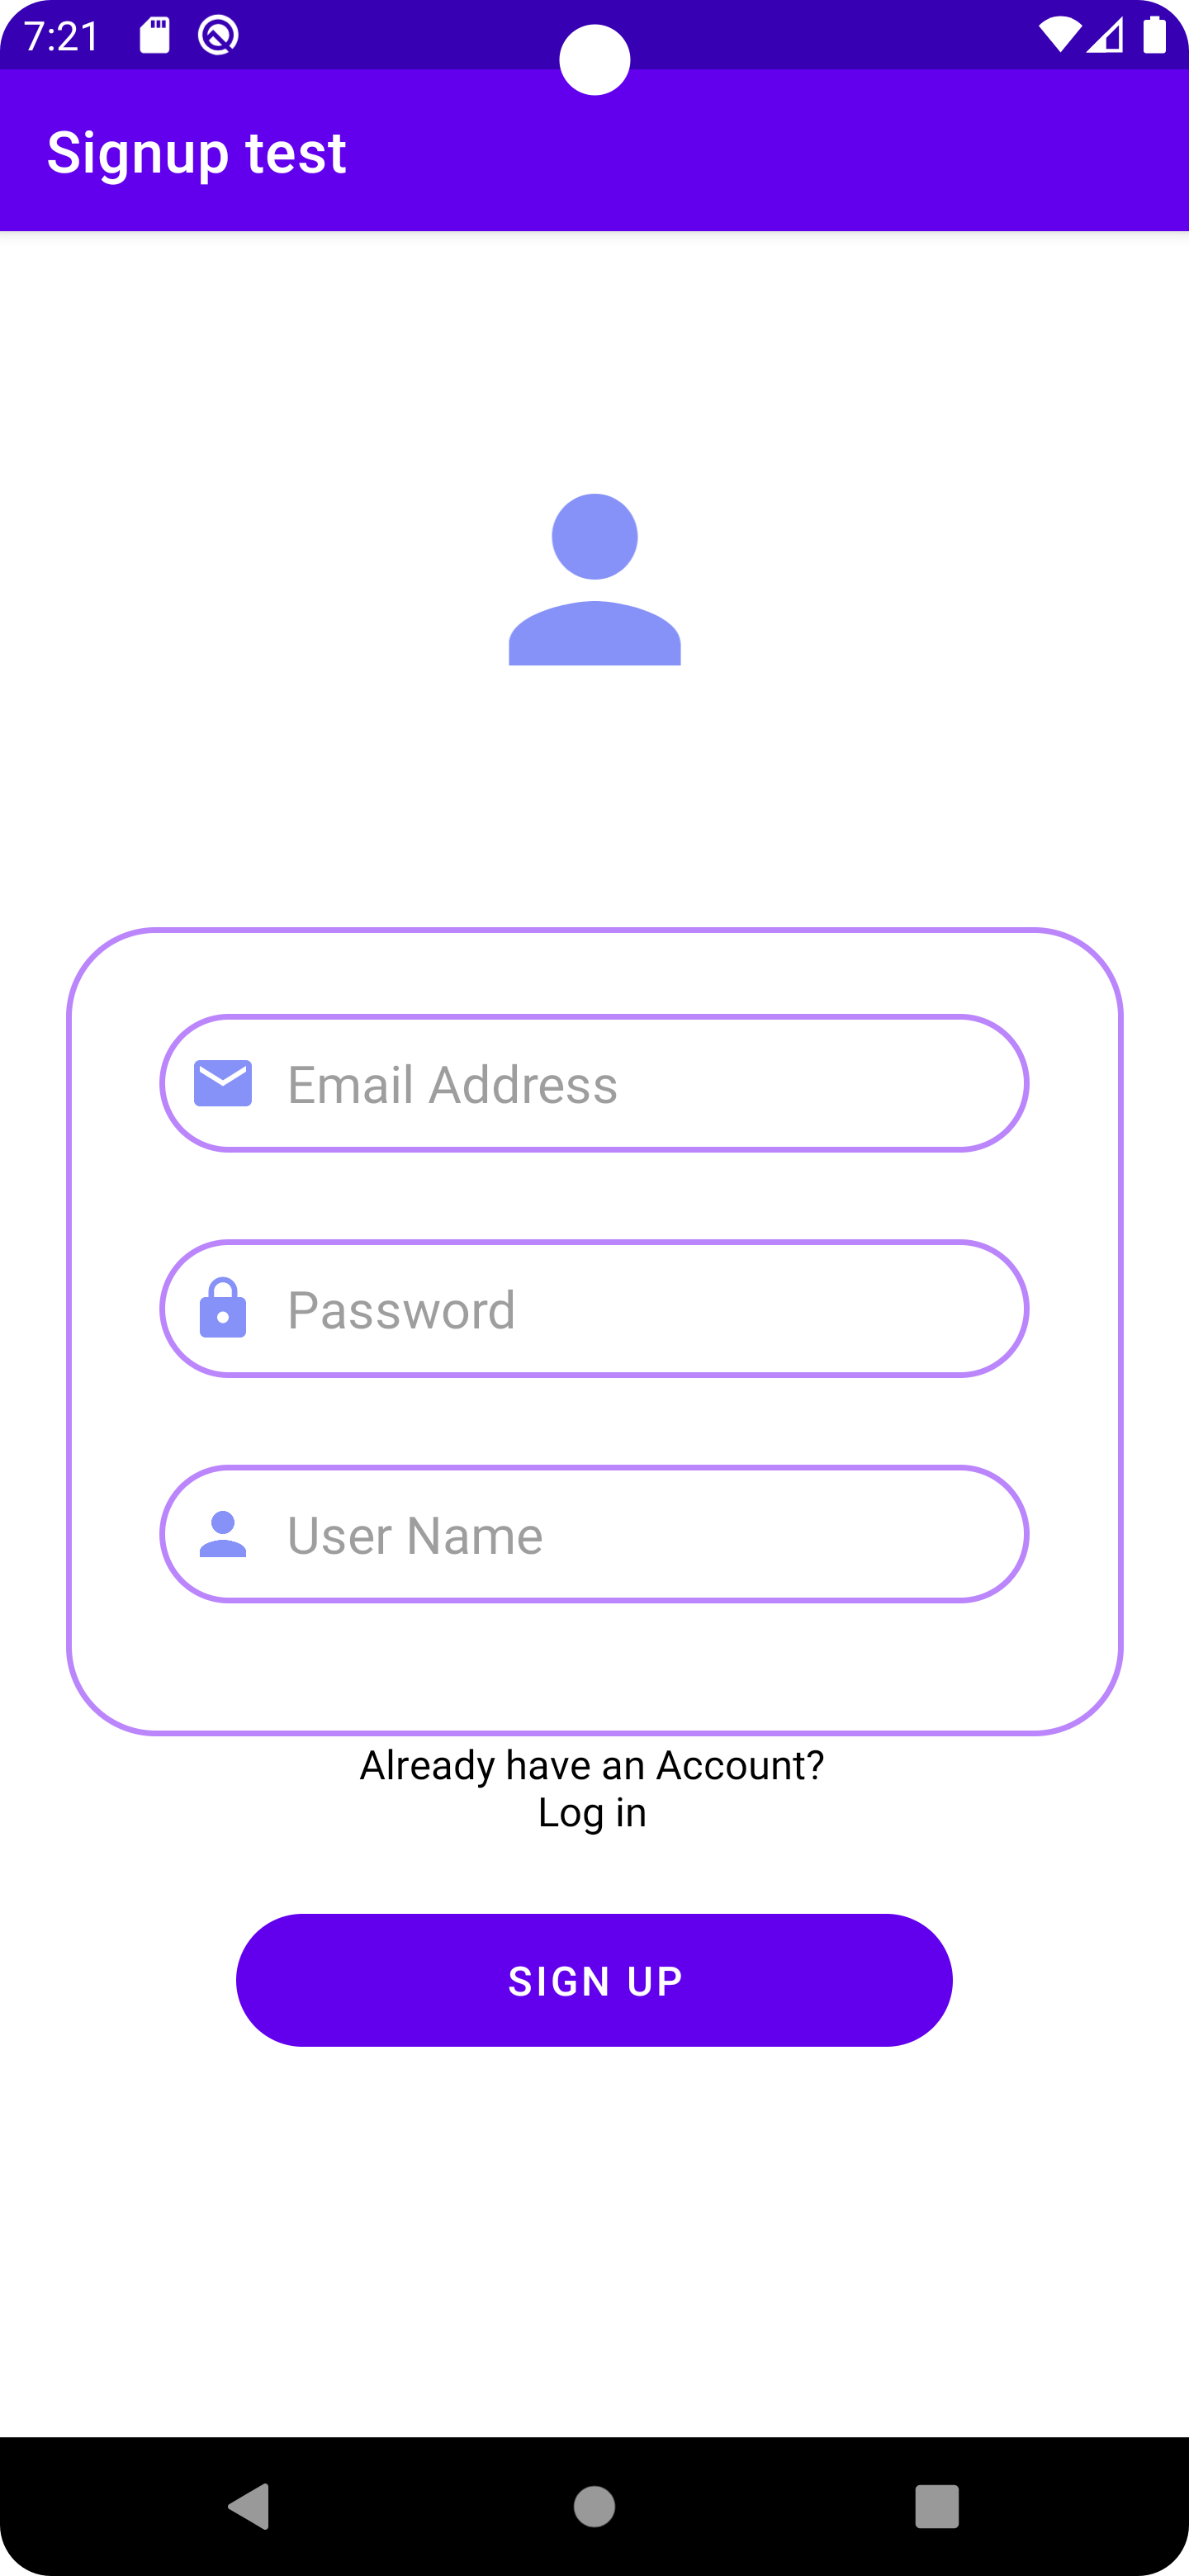 7:21
Signup test
Email Address
Password
User Name
Already have an Account?
Log in
SIGN UP